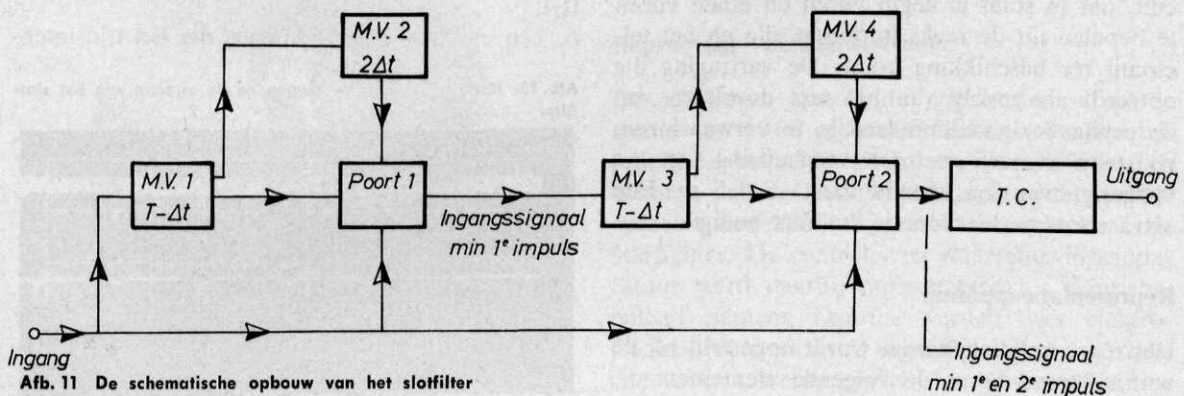 M.V. 2
2Δt
M.V. 4
2Δt
M.V. 1
T-Δt
Poort 1
Ingangssignaal
min 1e impuls
M.V. 3
T-Δt
Poort 2
T.C.
Uitgang
Ingang
Ingangssignaal
min 1e en 2e impuls
Afb. 11 De schematische opbouw van het slotfilter